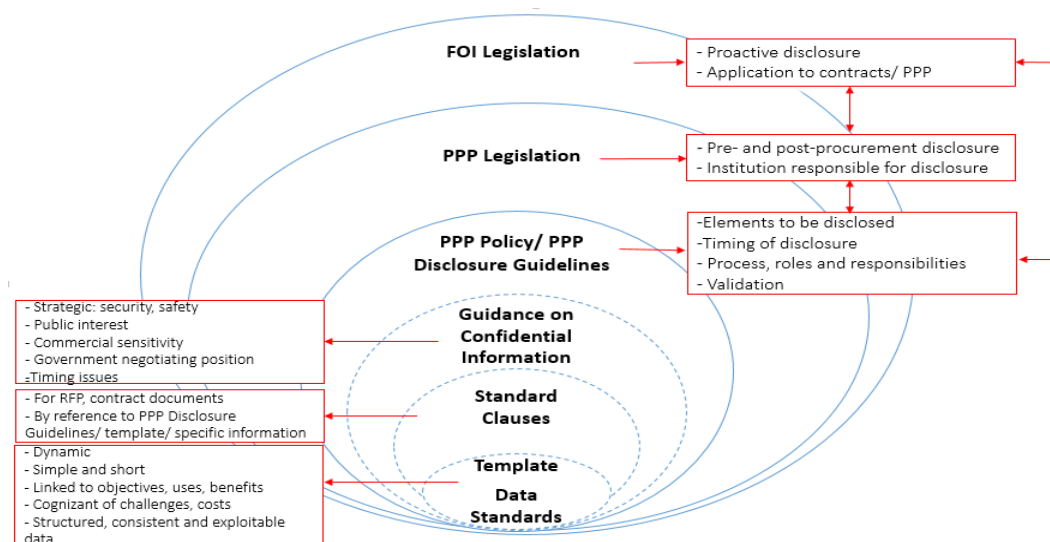 FOI Legislation
- Proactive disclosure
- Application to contracts/ PPP
PPP Legislation
- Pre- and post-procurement disclosure
- Institution responsible for disclosure
PPP Policy/ PPP
Disclosure Guidelines
-Elements to be disclosed
-Timing of disclosure
- Process, roles and responsibilities
- Validation
Guidance on
Confidential
Information
- Strategic: security, safety
- Public interest
- Commercial sensitivity
- Government negotiating position
-Timing issues
Standard
Clauses
- For RFP, contract documents
- By reference to PPP Disclosure
Guidelines/ template/ specific information
Template
Data
Standards
- Dynamic
- Simple and short
- Linked to objectives, uses, benefits
- Cognizant of challenges, costs
- Structured, consistent and exploitable
data